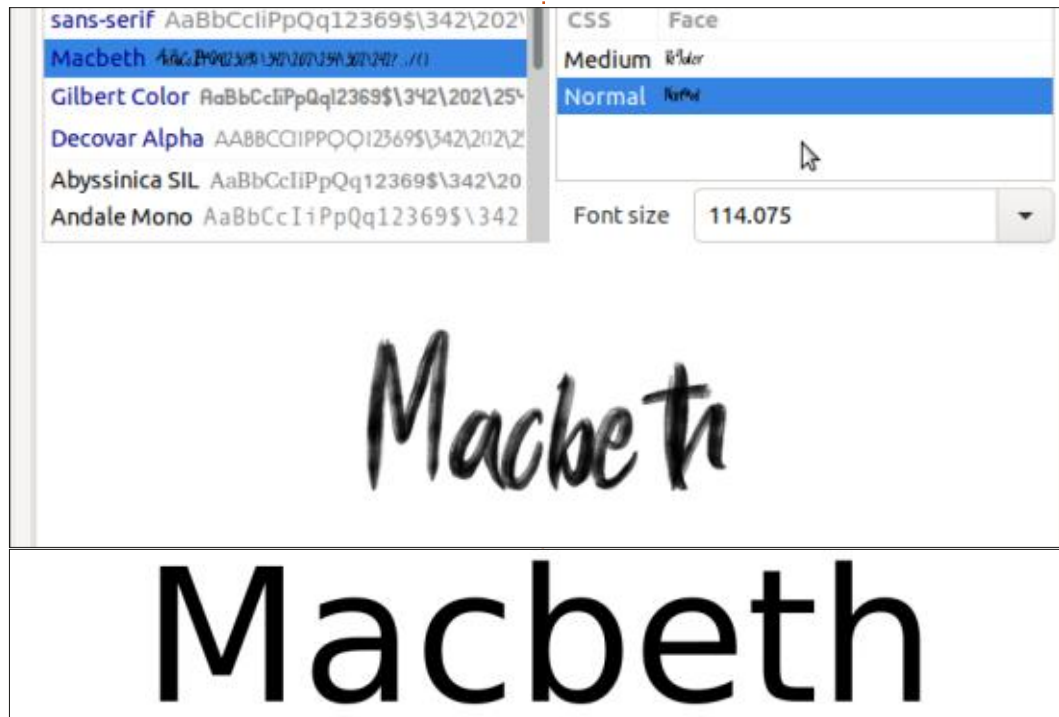 sans-serif AaBbCcIiPpQq12369$\342\202\
Macbeth
Gilbert Color AaBbCcIiPpQq12369$\342\202\25
Decovar Alpha AABBCCIIPPQQ12369$\342\202\2
Abyssinica SIL AaBbCcIiPpQq12369$\342\20
Andale Mono AaBbCcIiPpQq12369$\342
CSS Face
Medium
Normal Normal
Font size 114.075
Macbeth
Macbeth